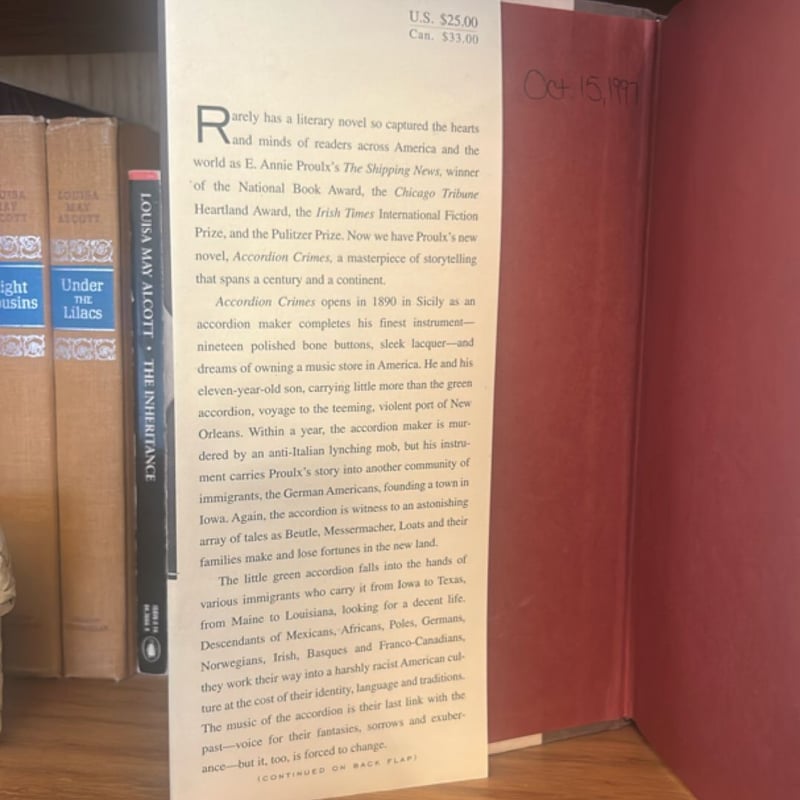 U.S. $25.00
Can. $33.00
Oct. 15, 1997
Rarely has a literary novel so captured the hearts
and minds of readers across America and the
world as E. Annie Proulx's The Shipping News, winner
of the National Book Award, the Chicago Tribune
Heartland Award, the Irish Times International Fiction
Prize, and the Pulitzer Prize. Now we have Proulx's new
novel, Accordion Crimes, a masterpiece of storytelling
that spans a century and a continent.
Accordion Crimes opens in 1890 in Sicily as an
accordion maker completes his finest instrument—
nineteen polished bone buttons, sleek lacquer—and
dreams of owning a music store in America. He and his
eleven-year-old son, carrying little more than the green
accordion, voyage to the teeming, violent port of New
Orleans. Within a year, the accordion maker is mur-
dered by an anti-Italian lynching mob, but his instru-
ment carries Proulx's story into another community of
immigrants, the German Americans, founding a town in
Iowa. Again, the accordion is witness to an astonishing
array of tales as Beutle, Messermacher, Loats and their
families make and lose fortunes in the new land.
The little green accordion falls into the hands of
various immigrants who carry it from Iowa to Texas,
from Maine to Louisiana, looking for a decent life.
Descendants of Mexicans, Africans, Poles, Germans,
Norwegians, Irish, Basques and Franco-Canadians,
they work their way into a harshly racist American cul-
ture at the cost of their identity, language and traditions.
The music of the accordion is their last link with the
past—voice for their fantasies, sorrows and exuber-
ance—but it, too, is forced to change.
(CONTINUED ON BACK FLAP)
LOUISA
MAY
ALCOTT
Under
THE
Lilacs
LOUISA MAY ALCOTT • THE INHERITANCE